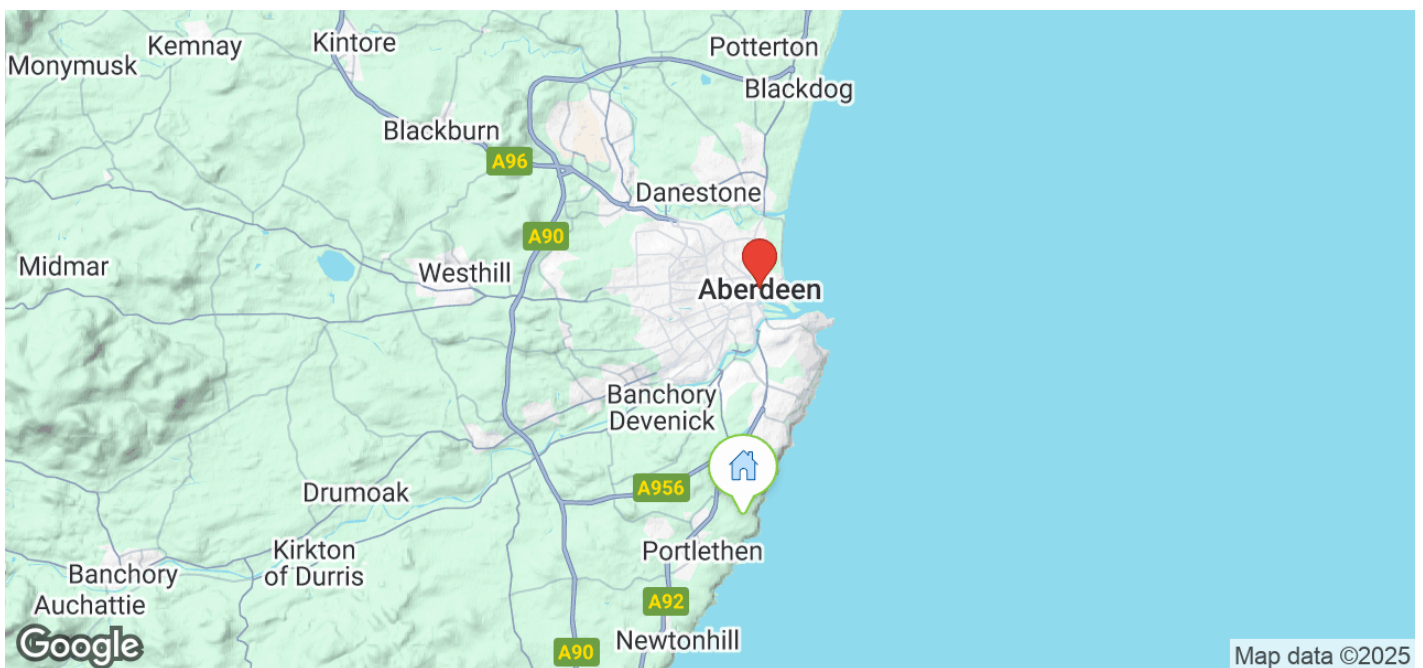 Kemnay
Kintore
Potterton
Monymusk
Blackdog
Blackburn
A96
Danestone
A90
Midmar
Westhill
Aberdeen
Banchory
Devenick
Drumoak
A956
Kirkton
of Durris
Portlethen
Banchory
Auchattie
A92
Newtonhill
A90
Google
Map data ©2025